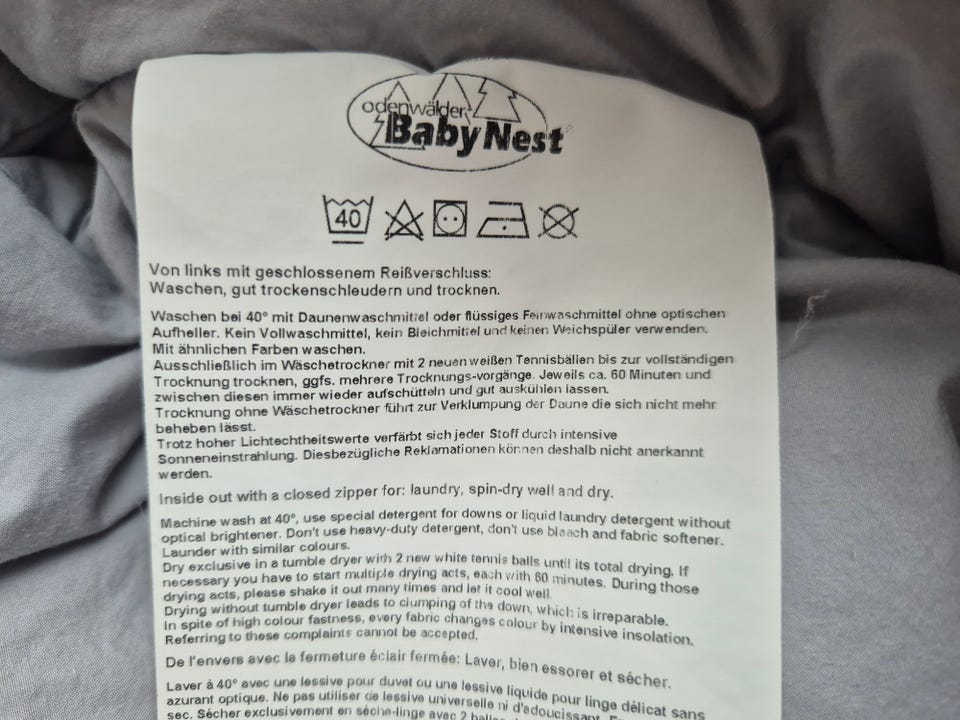 odenwälder
BabyNest
40
Von links mit geschlossenem Reißverschluss:
Waschen, gut trockenschleudern und trocknen.
Waschen bei 40° mit Daunenwaschmittel oder flüssiges Feinwaschmittel ohne optischen
Aufheller. Kein Vollwaschmittel, kein Bleichmittel und keinen Weichspüler verwenden.
Mit ähnlichen Farben waschen.
Ausschließlich im Wäschetrockner mit 2 neuen weißen Tennisbällen bis zur vollständigen
Trocknung trocknen, ggfs. mehrere Trocknungs-vorgänge. Jeweils ca. 60 Minuten und
zwischen diesen immer wieder aufschütteln und gut auskühlen lassen.
Trocknung ohne Wäschetrockner führt zur Verklumpung der Daune die sich nicht mehr
beheben lässt.
Trotz hoher Lichtechtheitswerte verfärbt sich jeder Stoff durch intensive
Sonneneinstrahlung. Diesbezügliche Reklamationen können deshalb nicht anerkannt
werden.
Inside out with a closed zipper for: laundry, spin-dry well and dry.
Machine wash at 40°, use special detergent for downs or liquid laundry detergent without
optical brightener. Don't use heavy-duty detergent, don't use bleach and fabric softener.
Launder with similar colours.
Dry exclusive in a tumble dryer with 2 new white tennis balls until its total drying. If
necessary you have to start multiple drying acts, each with 60 minutes. During those
drying acts, please shake it out many times and let it cool well.
Drying without tumble dryer leads to clumping of the down, which is irreparable.
In spite of high colour fastness, every fabric changes colour by intensive insolation.
Referring to these complaints cannot be accepted.
De l'envers avec la fermeture éclair fermée: Laver, bien essorer et sécher.
Laver à 40° avec une lessive pour duvet ou une lessive liquide pour linge délicat sans
azurant optique. Ne pas utiliser de lessive universelle ni d'adoucissant.
sec. Sécher exclusivement en sèche-linge avec 2